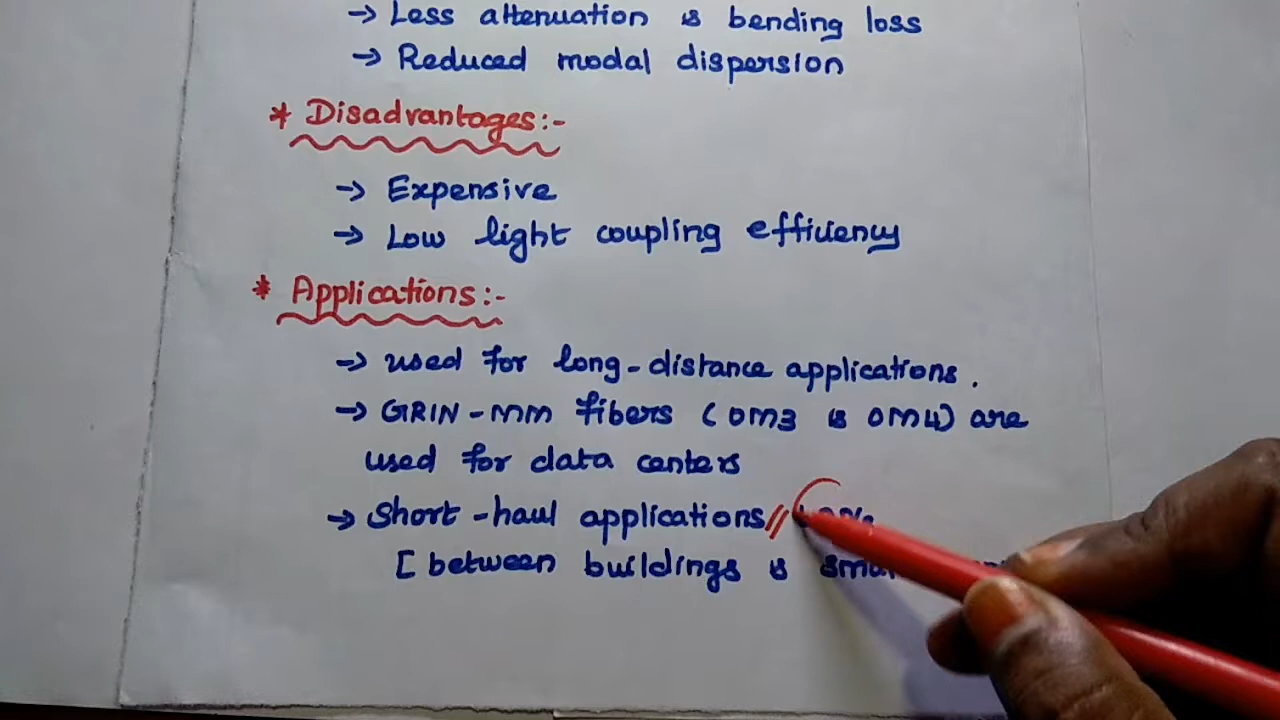 → Less attenuation & bending loss
→ Reduced modal dispersion
* Disadvantages:-
→ Expensive
→ Low light coupling efficiency
* Applications:-
→ used for long-distance applications.
→ GRIN-MM fibers (OM3 & OM4) are
used for data centers
→ Short-haul applications
[between buildings &